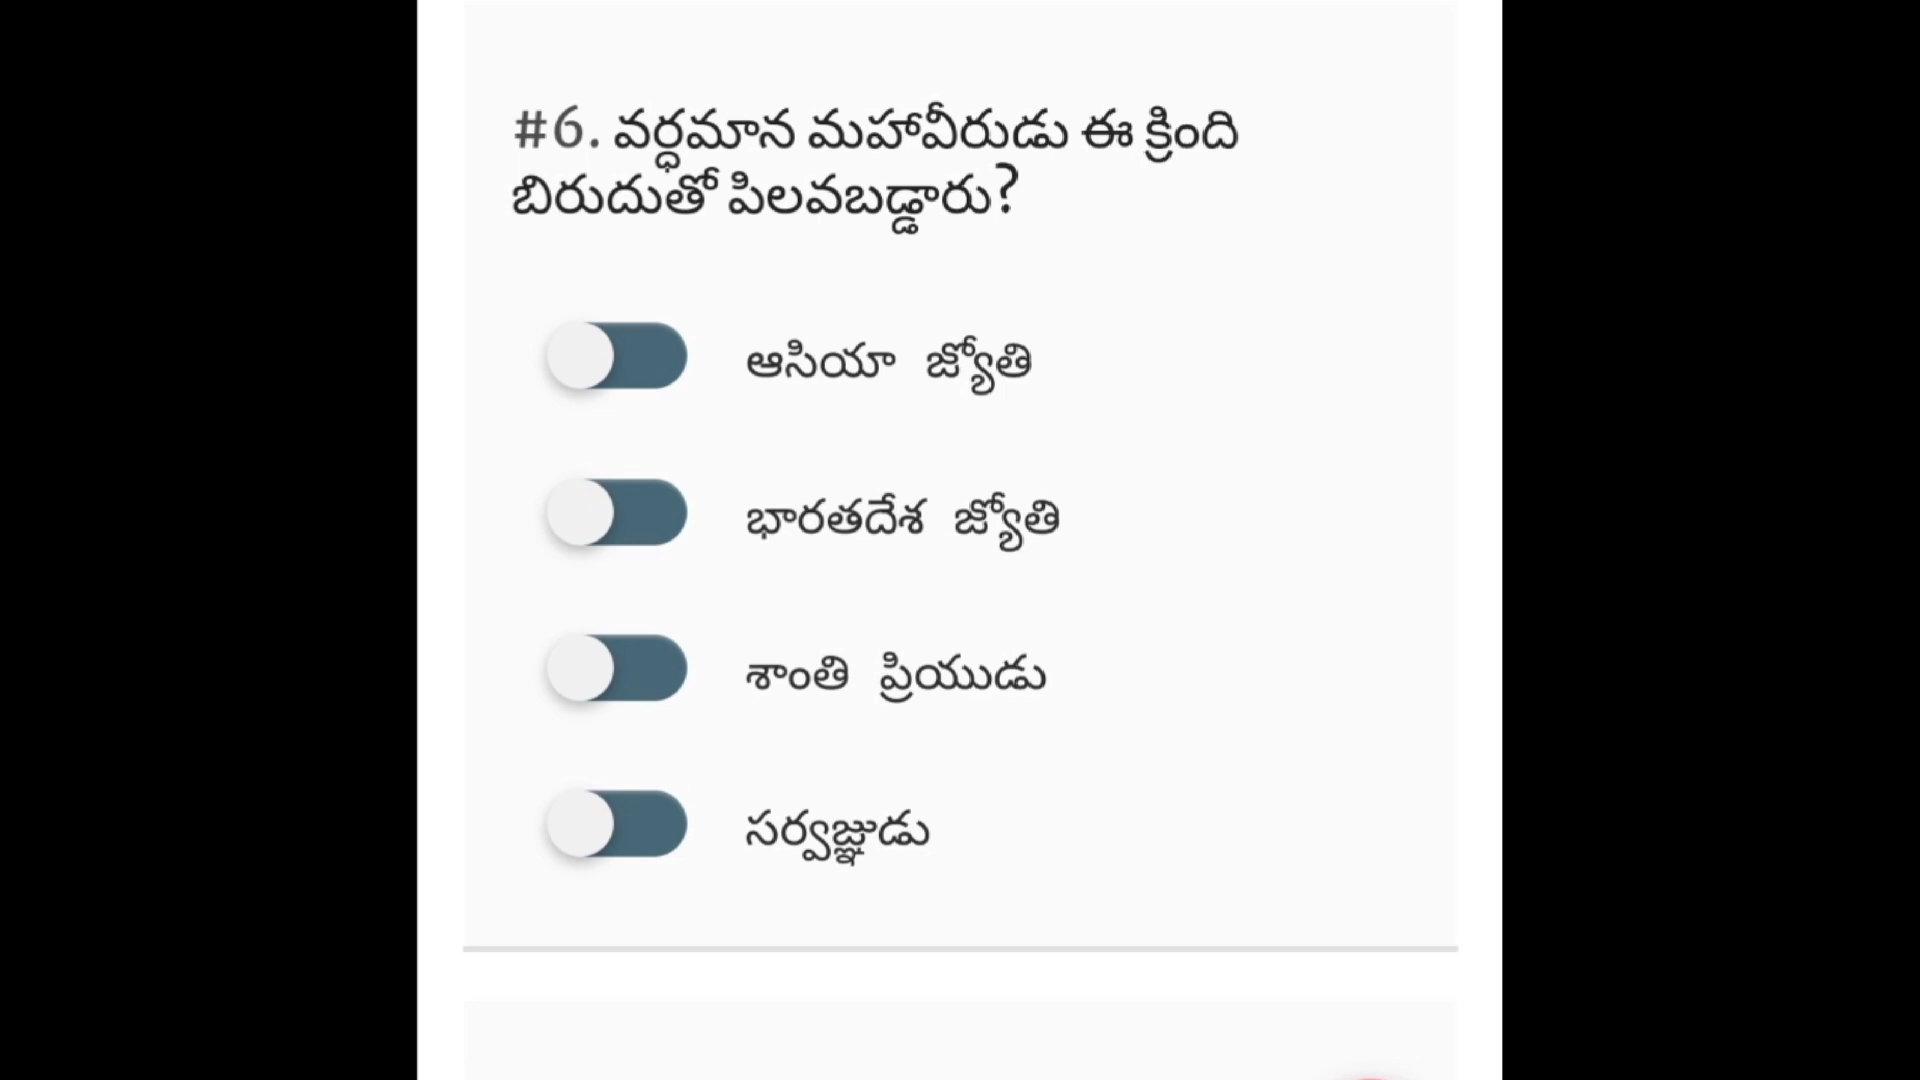 #6. వర్ధమాన మహావీరుడు ఈ క్రింది
బిరుదుతో పిలవబడ్డారు?
ఆసియా జ్యోతి
భారతదేశ జ్యోతి
శాంతి ప్రియుడు
సర్వజ్ఞుడు